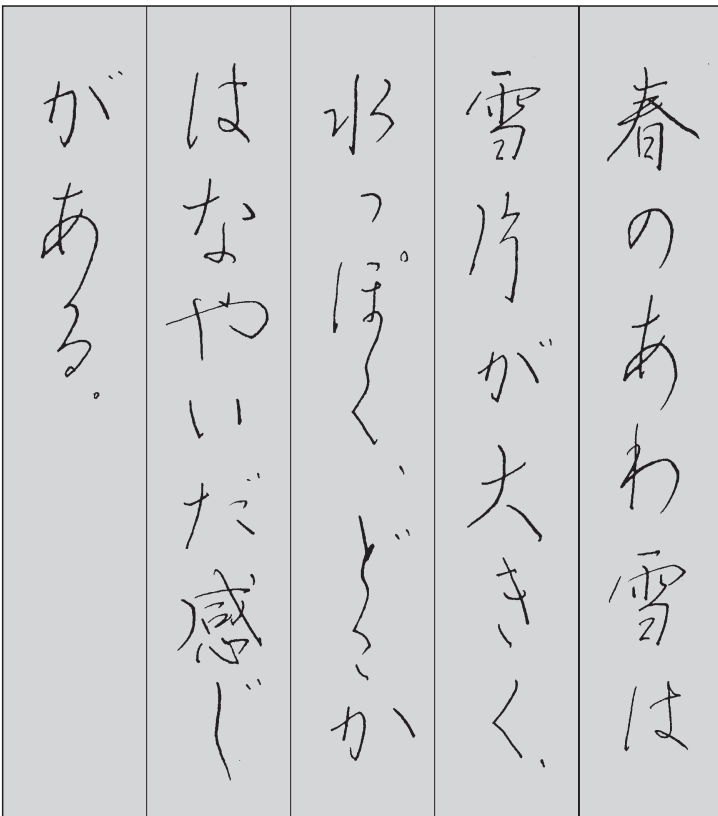 春のあわ雪は
雪片が大きく、
水っぽく、どこか
はなやいだ感じ
がある。